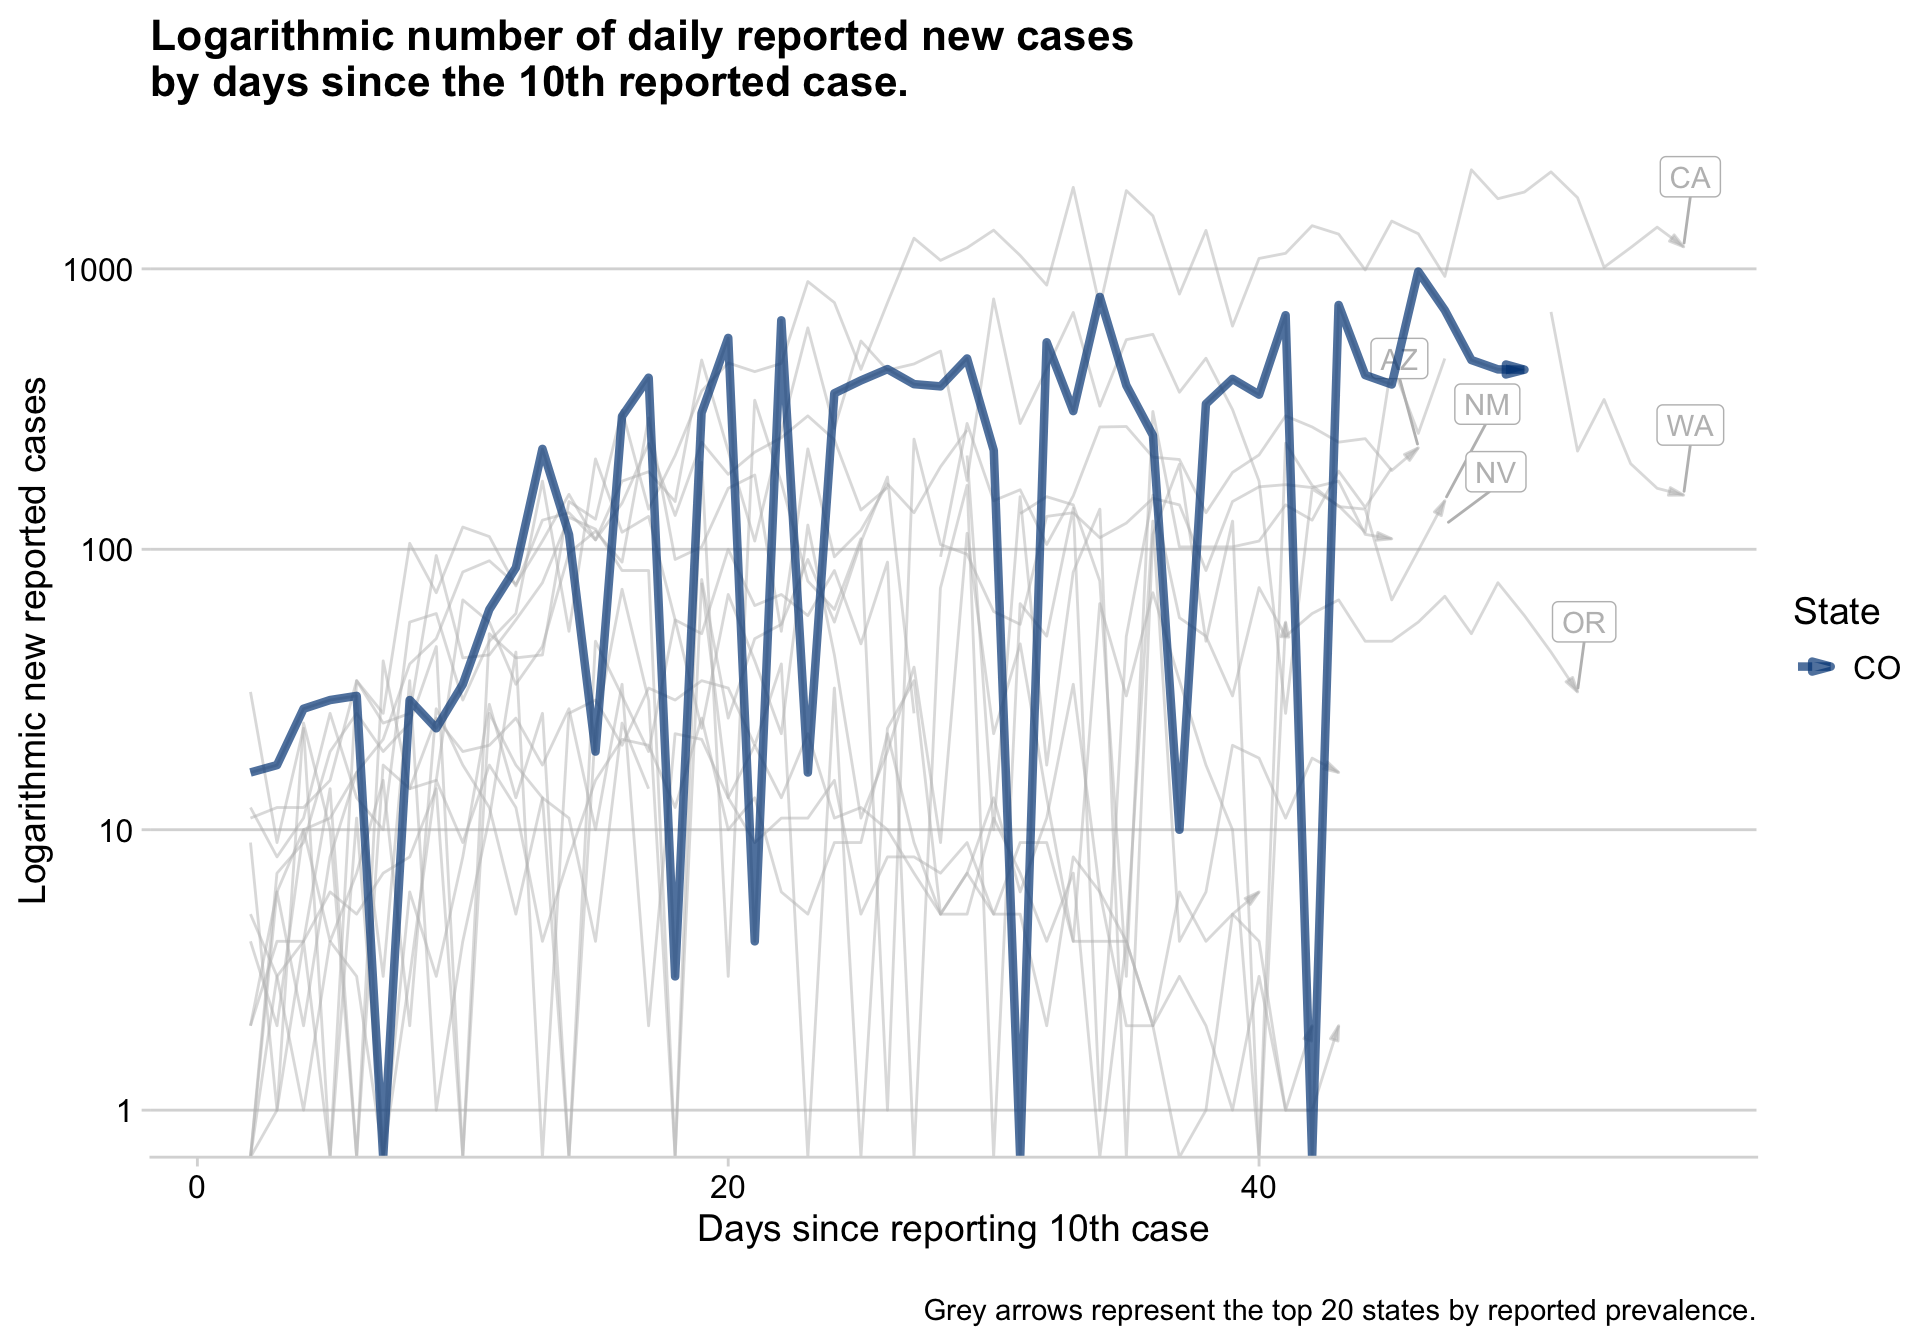 Logarithmic number of daily reported new cases
by days since the 10th reported case.
Logarithmic new reported cases
1000
100
10
1
CA
AZ
NM
WA
NV
OR
State
CO
0
20
40
Days since reporting 10th case
Grey arrows represent the top 20 states by reported prevalence.